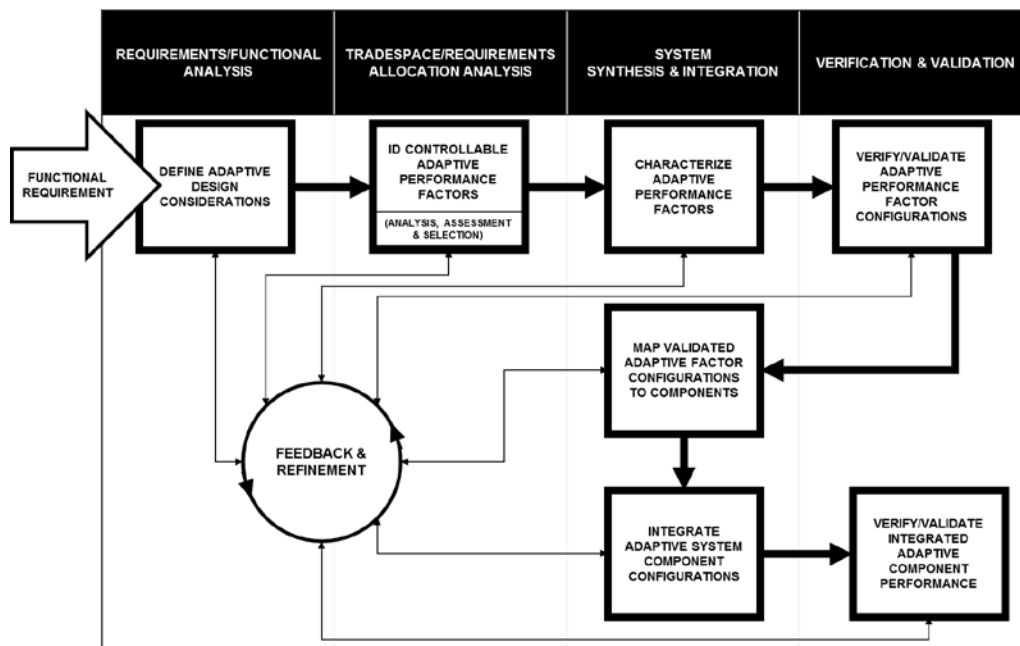 REQUIREMENTS/FUNCTIONAL
ANALYSIS
TRADESPACE/REQUIREMENTS
ALLOCATION ANALYSIS
SYSTEM
SYNTHESIS & INTEGRATION
VERIFICATION & VALIDATION
FUNCTIONAL
REQUIREMENT
DEFINE ADAPTIVE
DESIGN
CONSIDERATIONS
ID CONTROLLABLE
ADAPTIVE
PERFORMANCE
FACTORS
(ANALYSIS, ASSESSMENT
& SELECTION)
CHARACTERIZE
ADAPTIVE
PERFORMANCE
FACTORS
VERIFY/VALIDATE
ADAPTIVE
PERFORMANCE
FACTOR
CONFIGURATIONS
MAP VALIDATED
ADAPTIVE FACTOR
CONFIGURATIONS
TO COMPONENTS
FEEDBACK &
REFINEMENT
INTEGRATE
ADAPTIVE SYSTEM
COMPONENT
CONFIGURATIONS
VERIFY/VALIDATE
INTEGRATED
ADAPTIVE
COMPONENT
PERFORMANCE